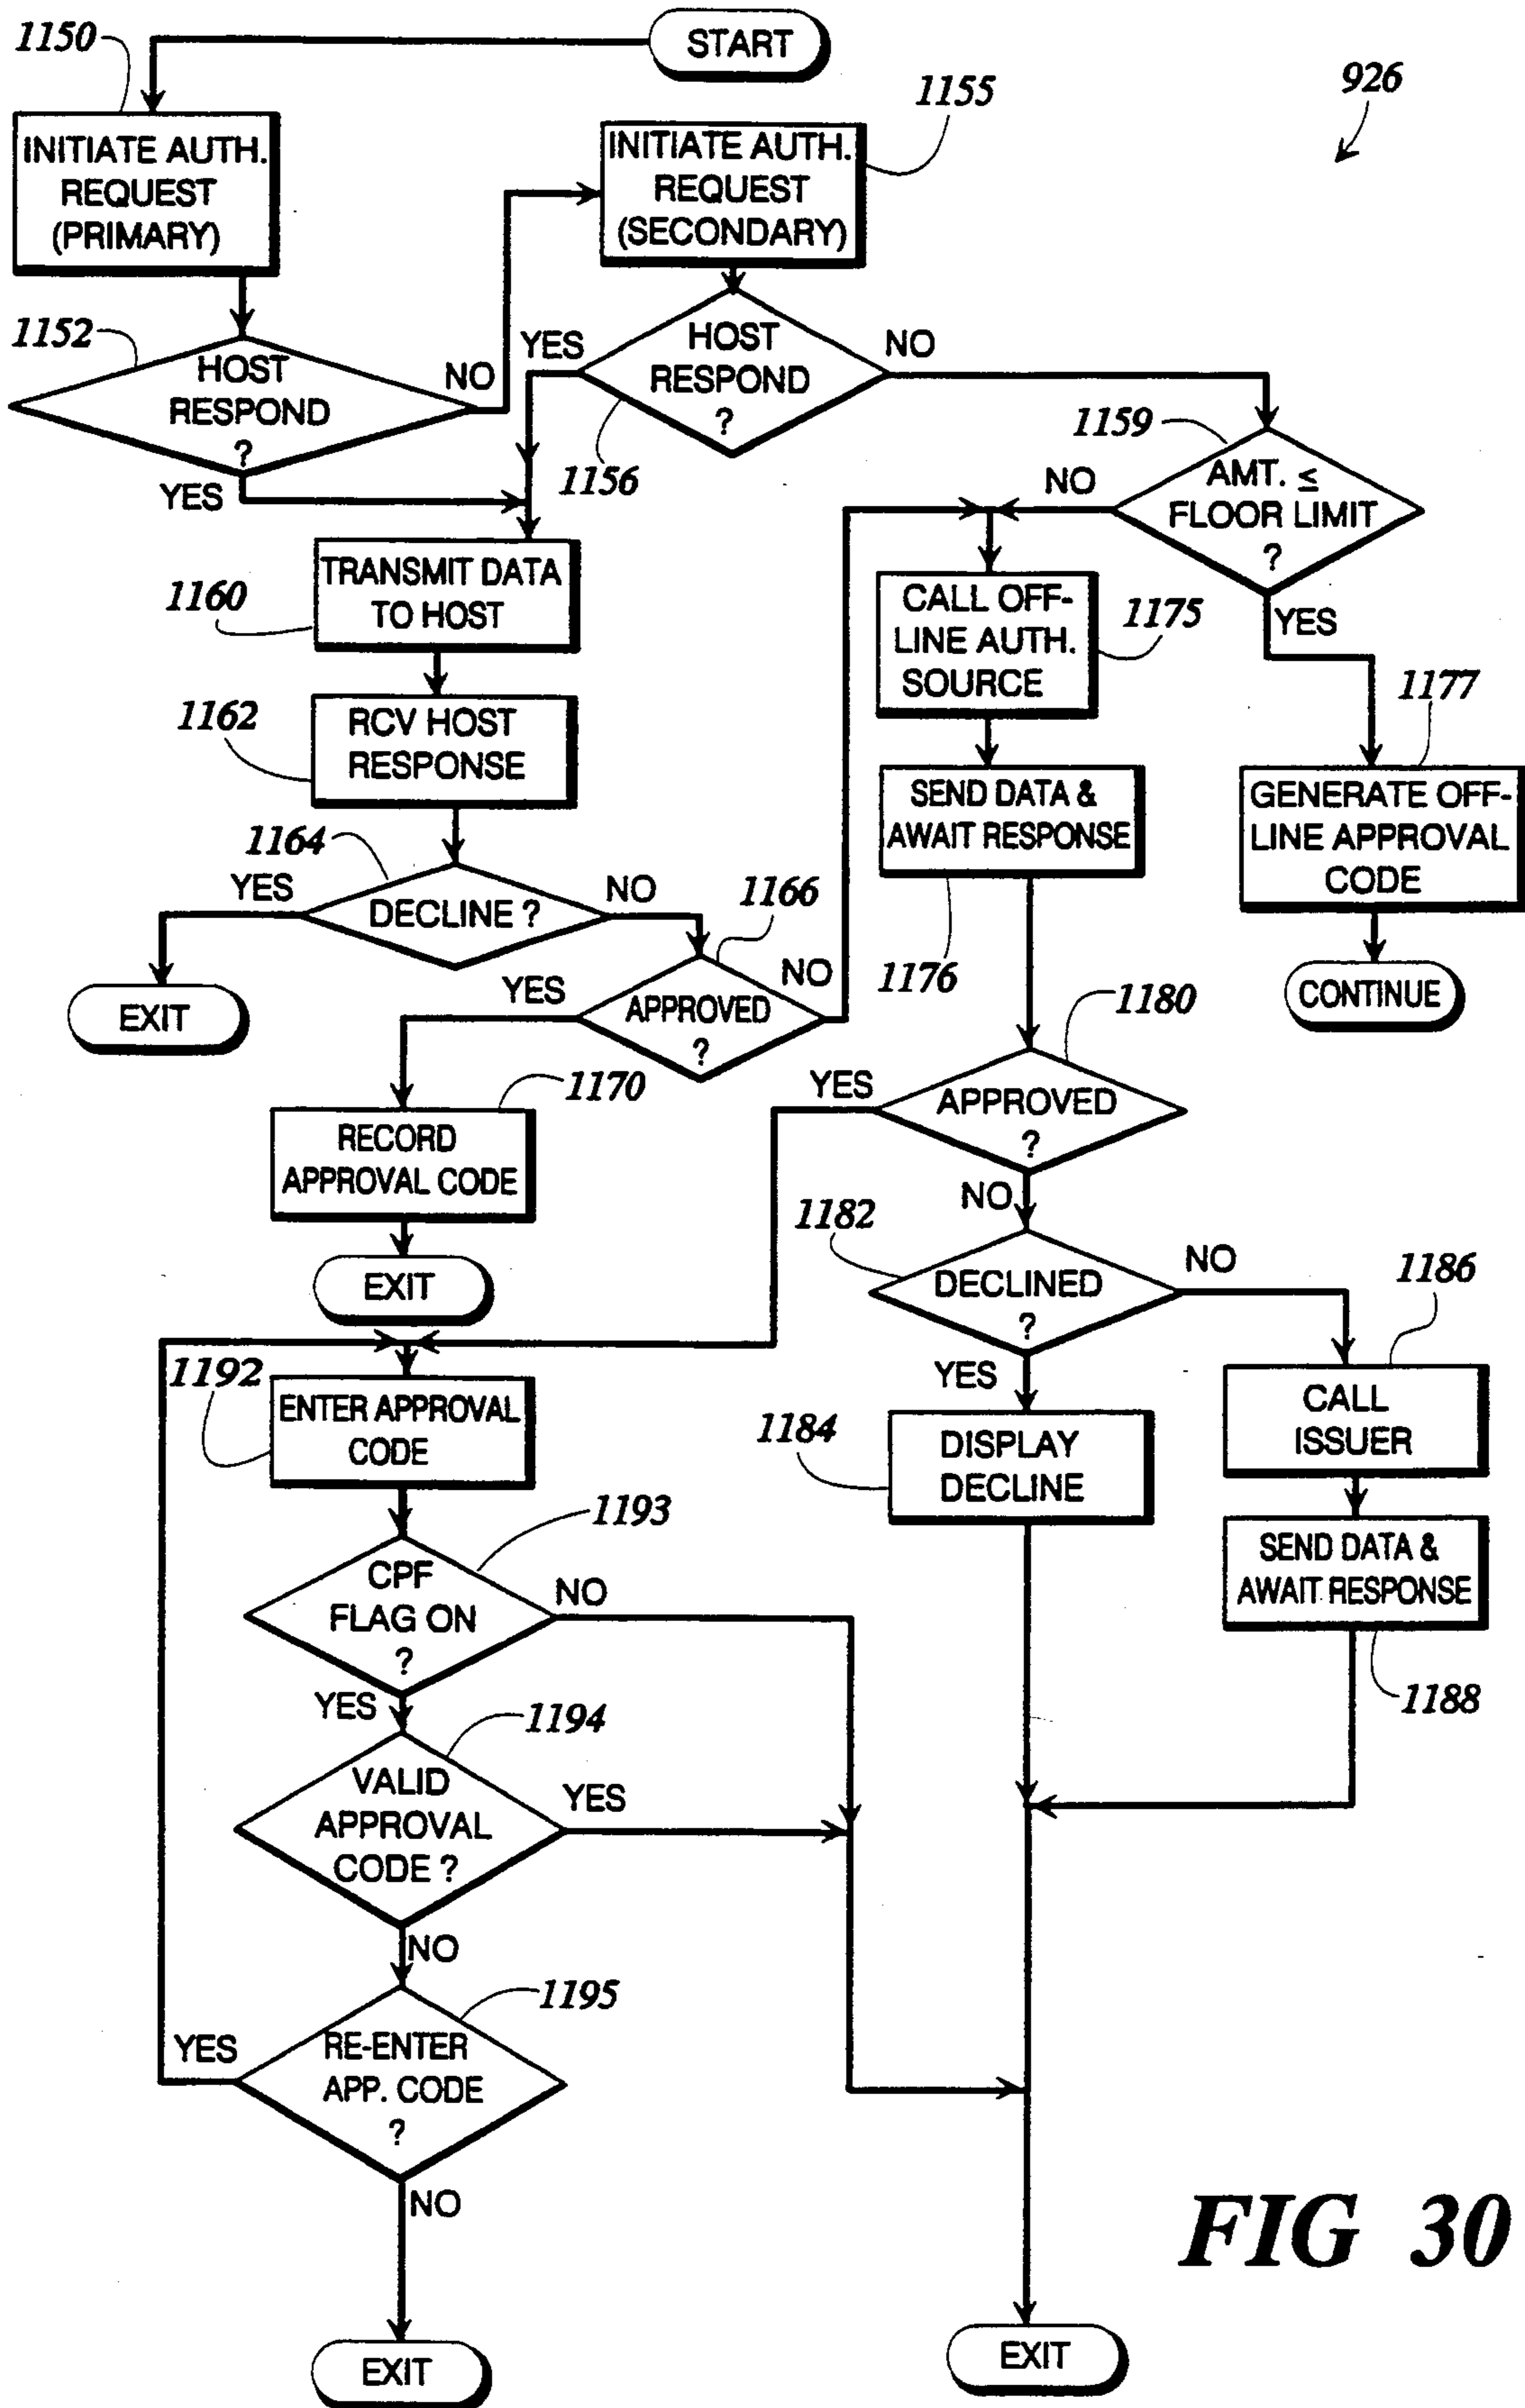 START
1150
926
1155
INITIATE AUTH.
REQUEST
(PRIMARY)
INITIATE AUTH.
REQUEST
(SECONDARY)
1152
HOST
RESPOND
?
NO
YES
YES
HOST
RESPOND
?
NO
1156
1159
AMT. ≤
FLOOR LIMIT
?
NO
YES
TRANSMIT DATA
TO HOST
1160
CALL OFF-
LINE AUTH.
SOURCE
1175
1162
RCV HOST
RESPONSE
1177
SEND DATA &
AWAIT RESPONSE
1176
GENERATE OFF-
LINE APPROVAL
CODE
CONTINUE
1164
YES
DECLINE ?
NO
EXIT
1166
YES
APPROVED
?
NO
1170
RECORD
APPROVAL CODE
EXIT
1180
YES
APPROVED
?
NO
1182
DECLINED
?
NO
YES
1186
CALL
ISSUER
1184
DISPLAY
DECLINE
SEND DATA &
AWAIT RESPONSE
1188
1192
ENTER APPROVAL
CODE
1193
CPF
FLAG ON
?
NO
YES
1194
VALID
APPROVAL
CODE ?
YES
NO
1195
YES
RE-ENTER
APP. CODE
?
NO
EXIT
EXIT
FIG 30